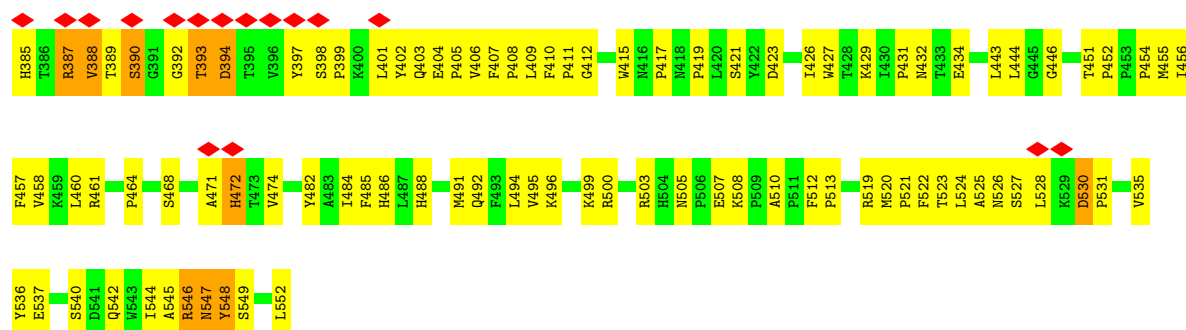 H385 T386 R387 V388 T389 S390 G391 G392 T393 D394 T395 V396 Y397 S398 P399 K400 L401 Y402 Q403 E404 P405 V406 F407 P408 L409 F410 P411 G412 W415 N416 P417 N418 P419 L420 S421 Y422 D423 I426 W427 T428 K429 I430 P431 N432 T433 E434 L443 L444 G445 G446 T451 P452 P453 P454 M455 I456
F457 V458 K459 L460 R461 P464 S468 A471 H472 T473 V474 Y482 A483 I484 F485 H486 L487 H488 M491 Q492 F493 L494 V495 K496 K499 R500 R503 H504 N505 P506 E507 K508 P509 A510 P511 F512 P513 R519 M520 P521 F522 T523 L524 A525 N526 S527 L528 K529 D530 P531 V535
Y536 E537 S540 D541 Q542 W543 I544 A545 R546 N547 Y548 S549 L552